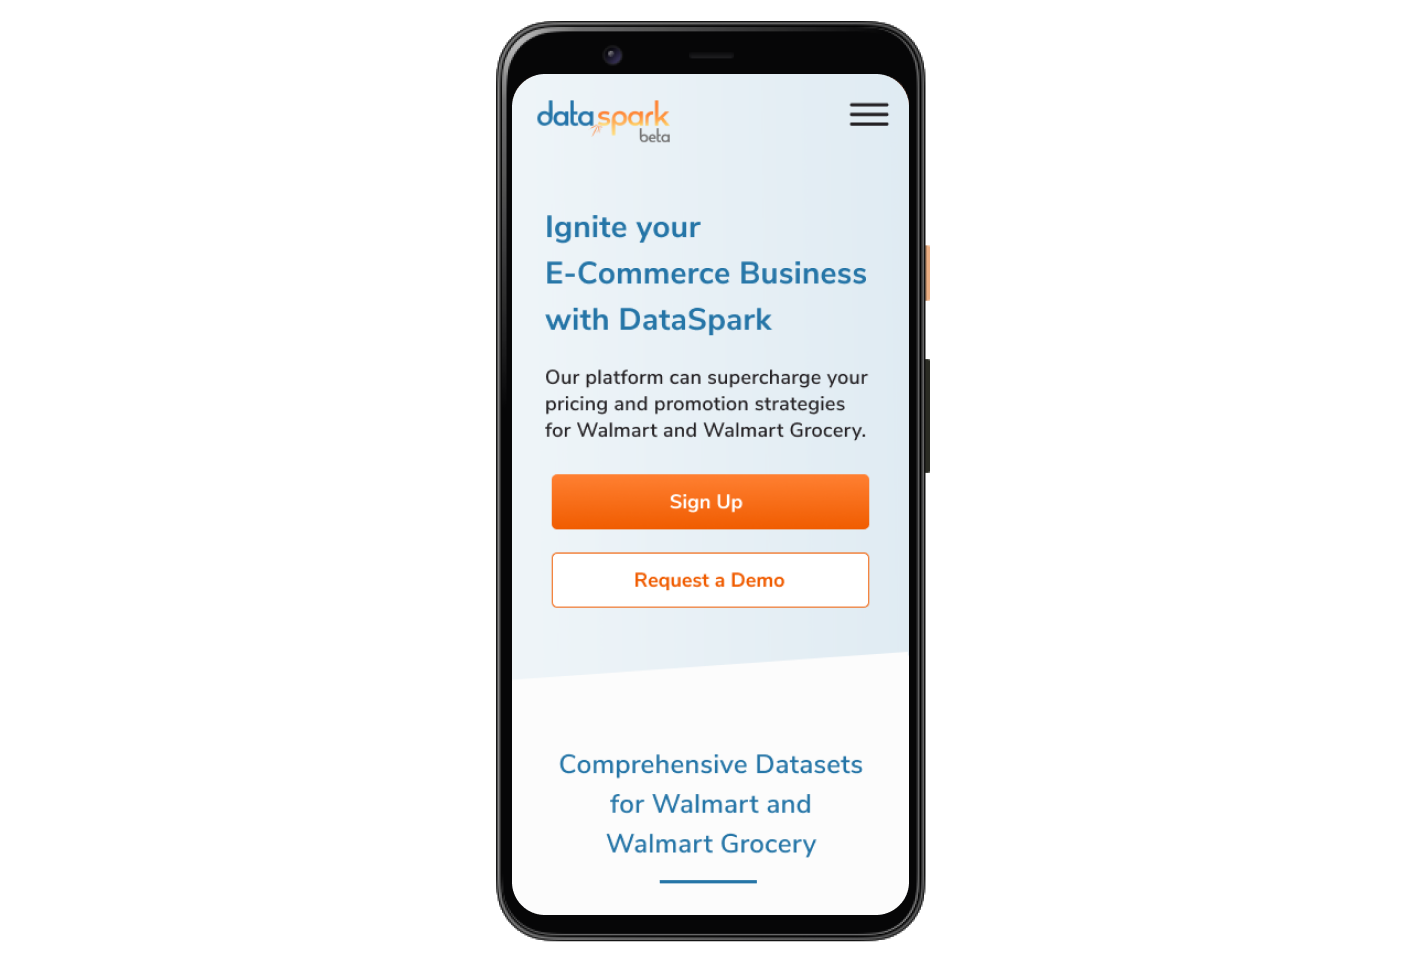 dataspark
beta
Ignite your
E-Commerce Business
with DataSpark
Our platform can supercharge your
pricing and promotion strategies
for Walmart and Walmart Grocery.
Sign Up
Request a Demo
Comprehensive Datasets
for Walmart and
Walmart Grocery